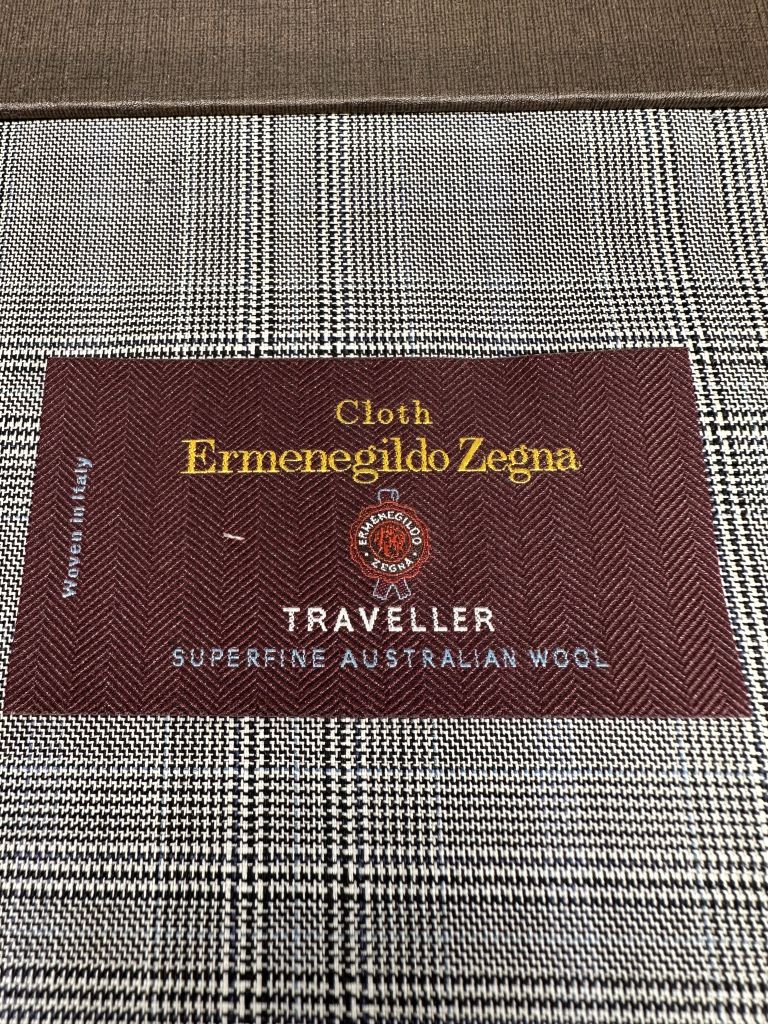 Cloth
Ermenegildo Zegna
Woven in Italy
ERMENEGILDO
ZEGNA
TRAVELLER
SUPERFINE AUSTRALIAN WOOL